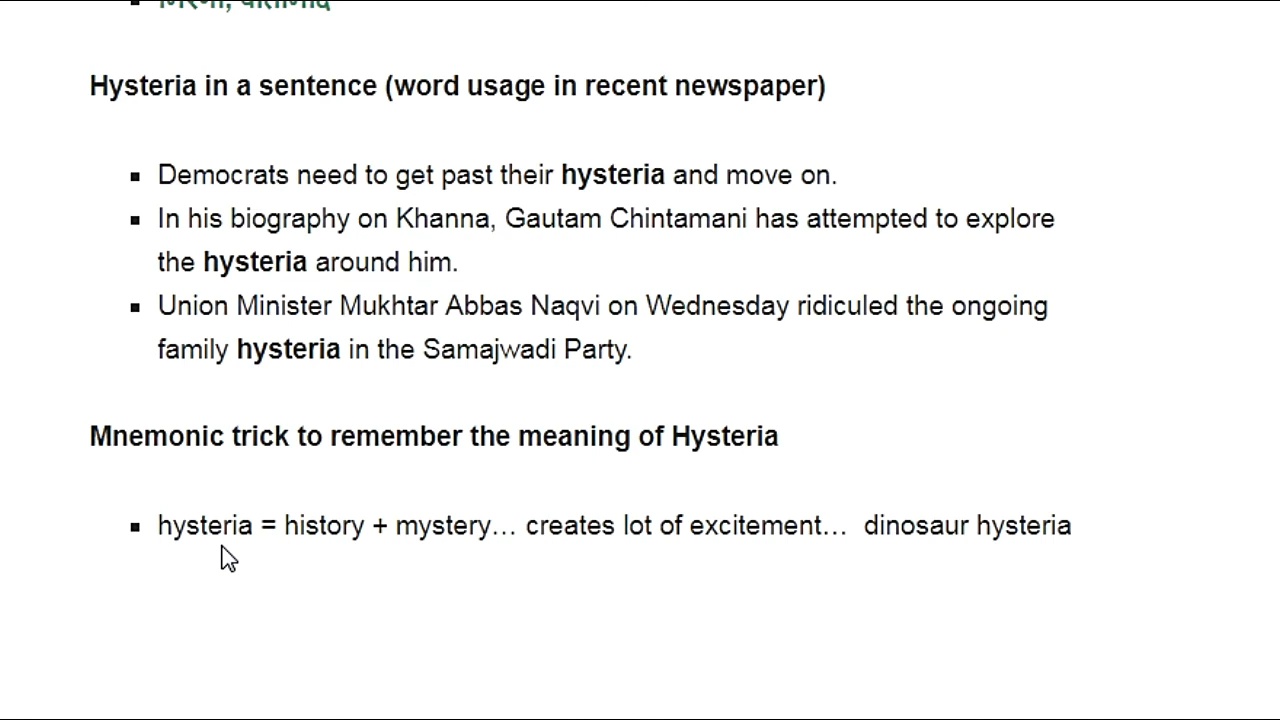 Hysteria in a sentence (word usage in recent newspaper)
▪ Democrats need to get past their hysteria and move on.
▪ In his biography on Khanna, Gautam Chintamani has attempted to explore
the hysteria around him.
▪ Union Minister Mukhtar Abbas Naqvi on Wednesday ridiculed the ongoing
family hysteria in the Samajwadi Party.
Mnemonic trick to remember the meaning of Hysteria
▪ hysteria = history + mystery… creates lot of excitement… dinosaur hysteria